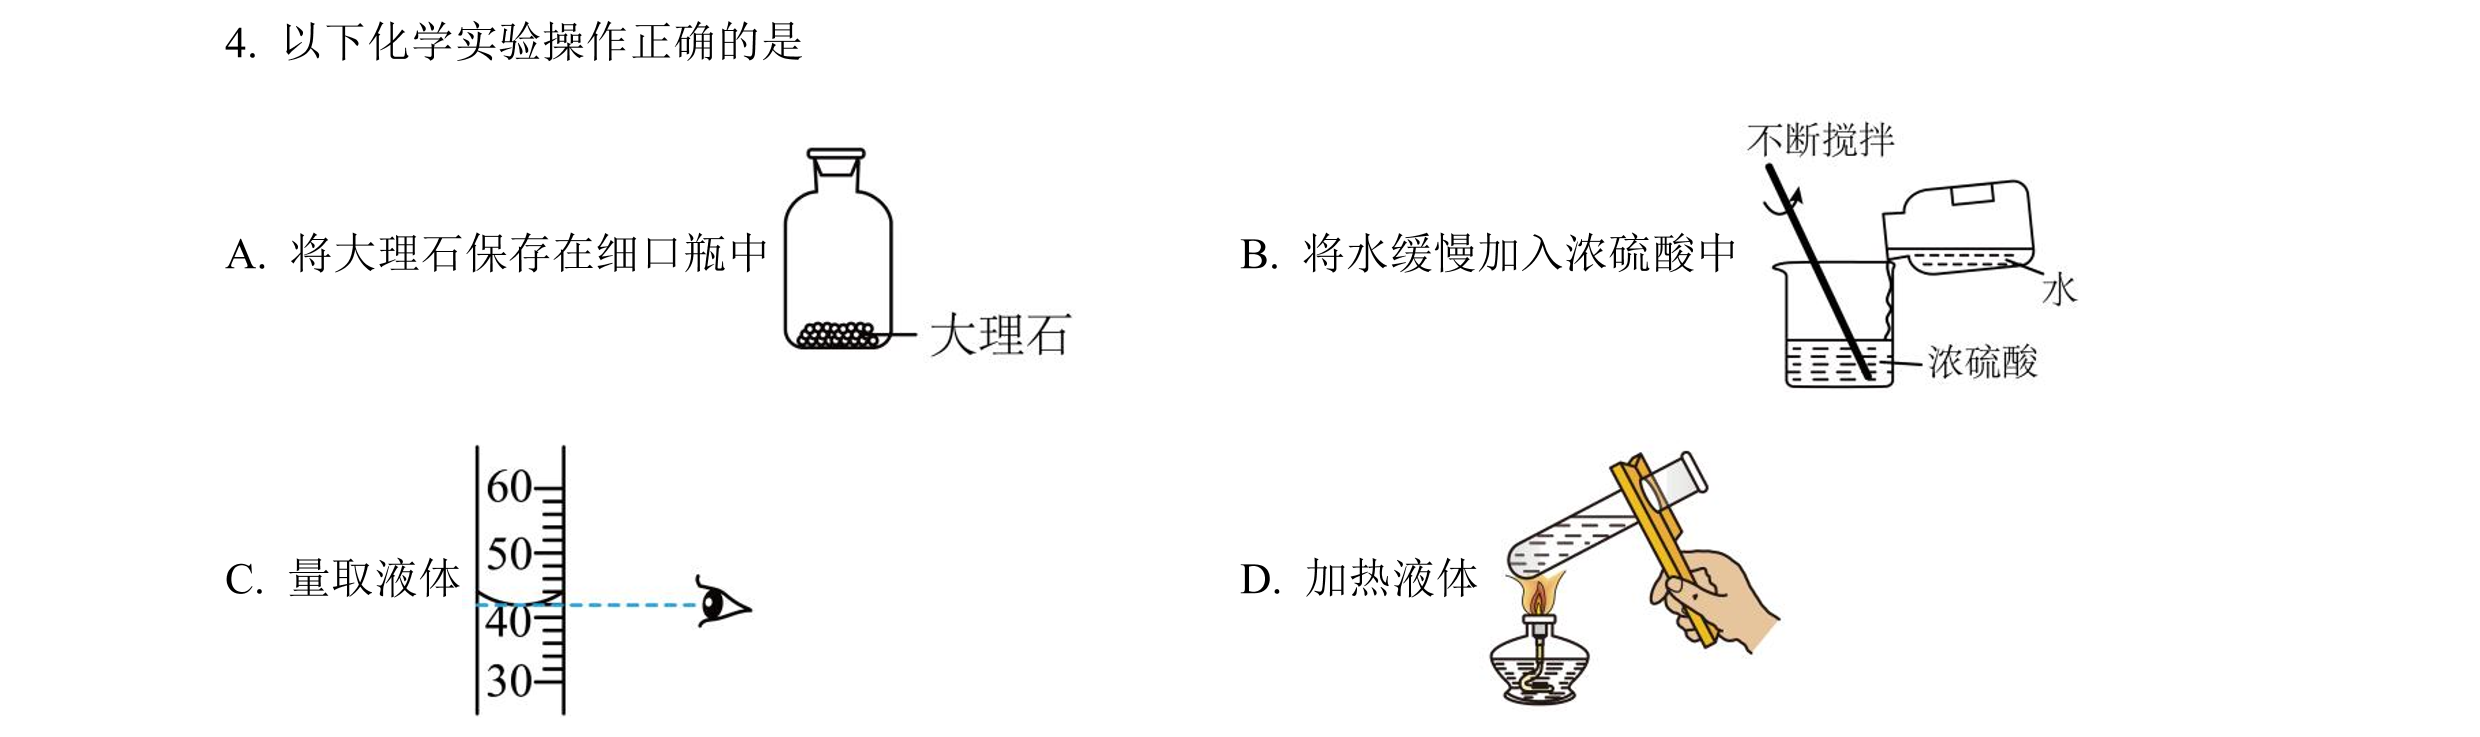 4. 以下化学实验操作正确的是
A. 将大理石保存在细口瓶中
大理石
B. 将水缓慢加入浓硫酸中
不断搅拌
水
浓硫酸
C. 量取液体
60
50
40
30
D. 加热液体